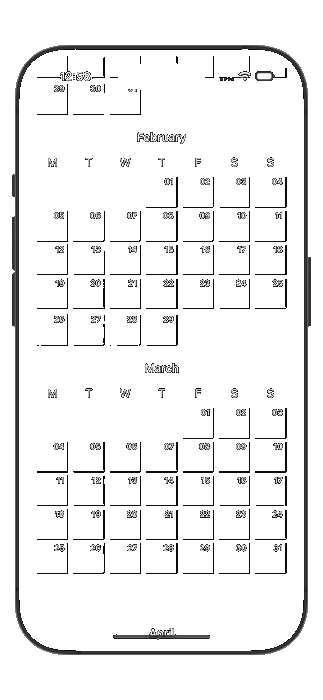 12:58
29 30 31
February
M T W T F S S
01 02 03 04
05 06 07 08 09 10 11
12 13 14 15 16 17 18
19 20 21 22 23 24 25
26 27 28 29
March
M T W T F S S
01 02 03
04 05 06 07 08 09 10
11 12 13 14 15 16 17
18 19 20 21 22 23 24
25 26 27 28 29 30 31
April